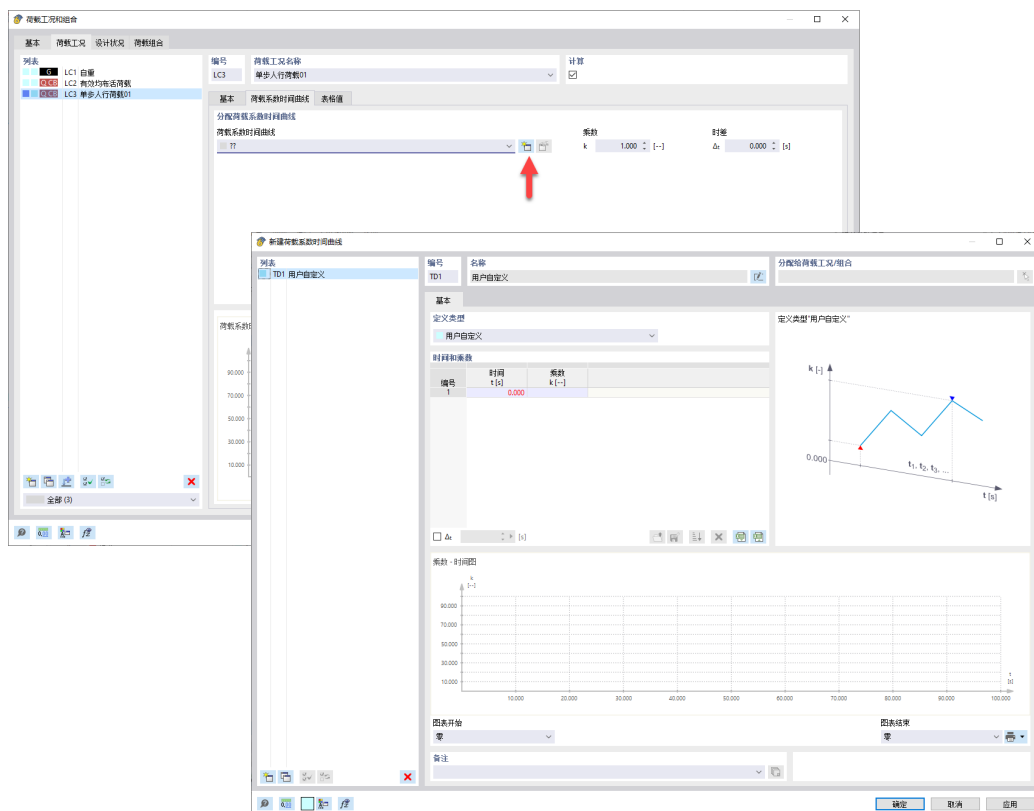 荷载工况和组合
基本 荷载工况 设计状况 荷载组合
列表
G LC1 自重
Q CB LC2 有效均布活荷载
Q CB LC3 单步人行荷载01
编号 荷载工况名称 计算
LC3 单步人行荷载01
基本 荷载系数时间曲线 表格值
分配荷载系数时间曲线
荷载系数时间曲线 乘数 时差
?? k 1.000 [--] Δt 0.000 [s]
荷载系数时
90.000
70.000
50.000
30.000
10.000
全部 (3)
新建荷载系数时间曲线
列表
TD1 用户自定义
编号 名称 分配给荷载工况/组合
TD1 用户自定义
基本
定义类型 定义类型"用户自定义"
用户自定义
时间和乘数
编号 时间 t [s] 乘数 k [--]
1 0.000
k [-]
0.000
t1, t2, t3, ...
t [s]
Δt [s]
乘数 - 时间图
k
[--]
90.000
70.000
50.000
30.000
10.000
t
[s]
10.000 20.000 30.000 40.000 50.000 60.000 70.000 80.000 90.000 100.000
图表开始 图表结束
零 零
备注
确定 取消 应用